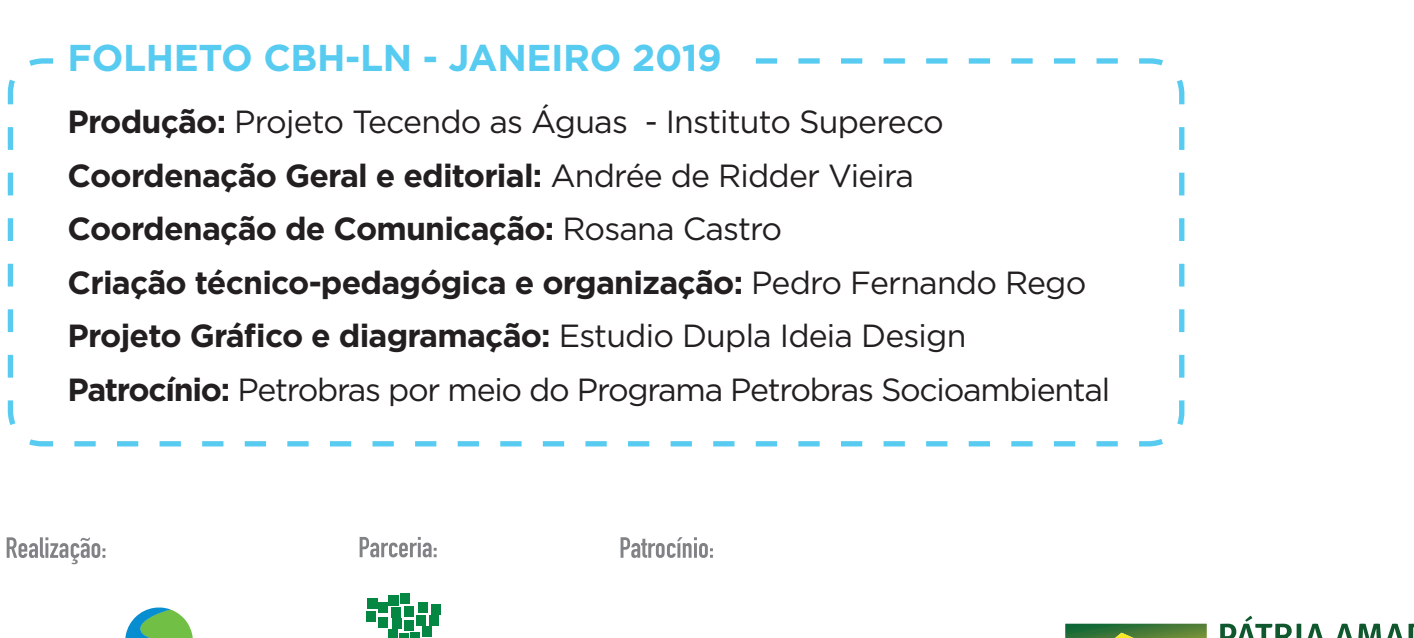 FOLHETO CBH-LN - JANEIRO 2019
Produção: Projeto Tecendo as Águas - Instituto Supereco
Coordenação Geral e editorial: Andrée de Ridder Vieira
Coordenação de Comunicação: Rosana Castro
Criação técnico-pedagógica e organização: Pedro Fernando Rego
Projeto Gráfico e diagramação: Estudio Dupla Ideia Design
Patrocínio: Petrobras por meio do Programa Petrobras Socioambiental
Realização: Parceria: Patrocínio:
PÁTRIA